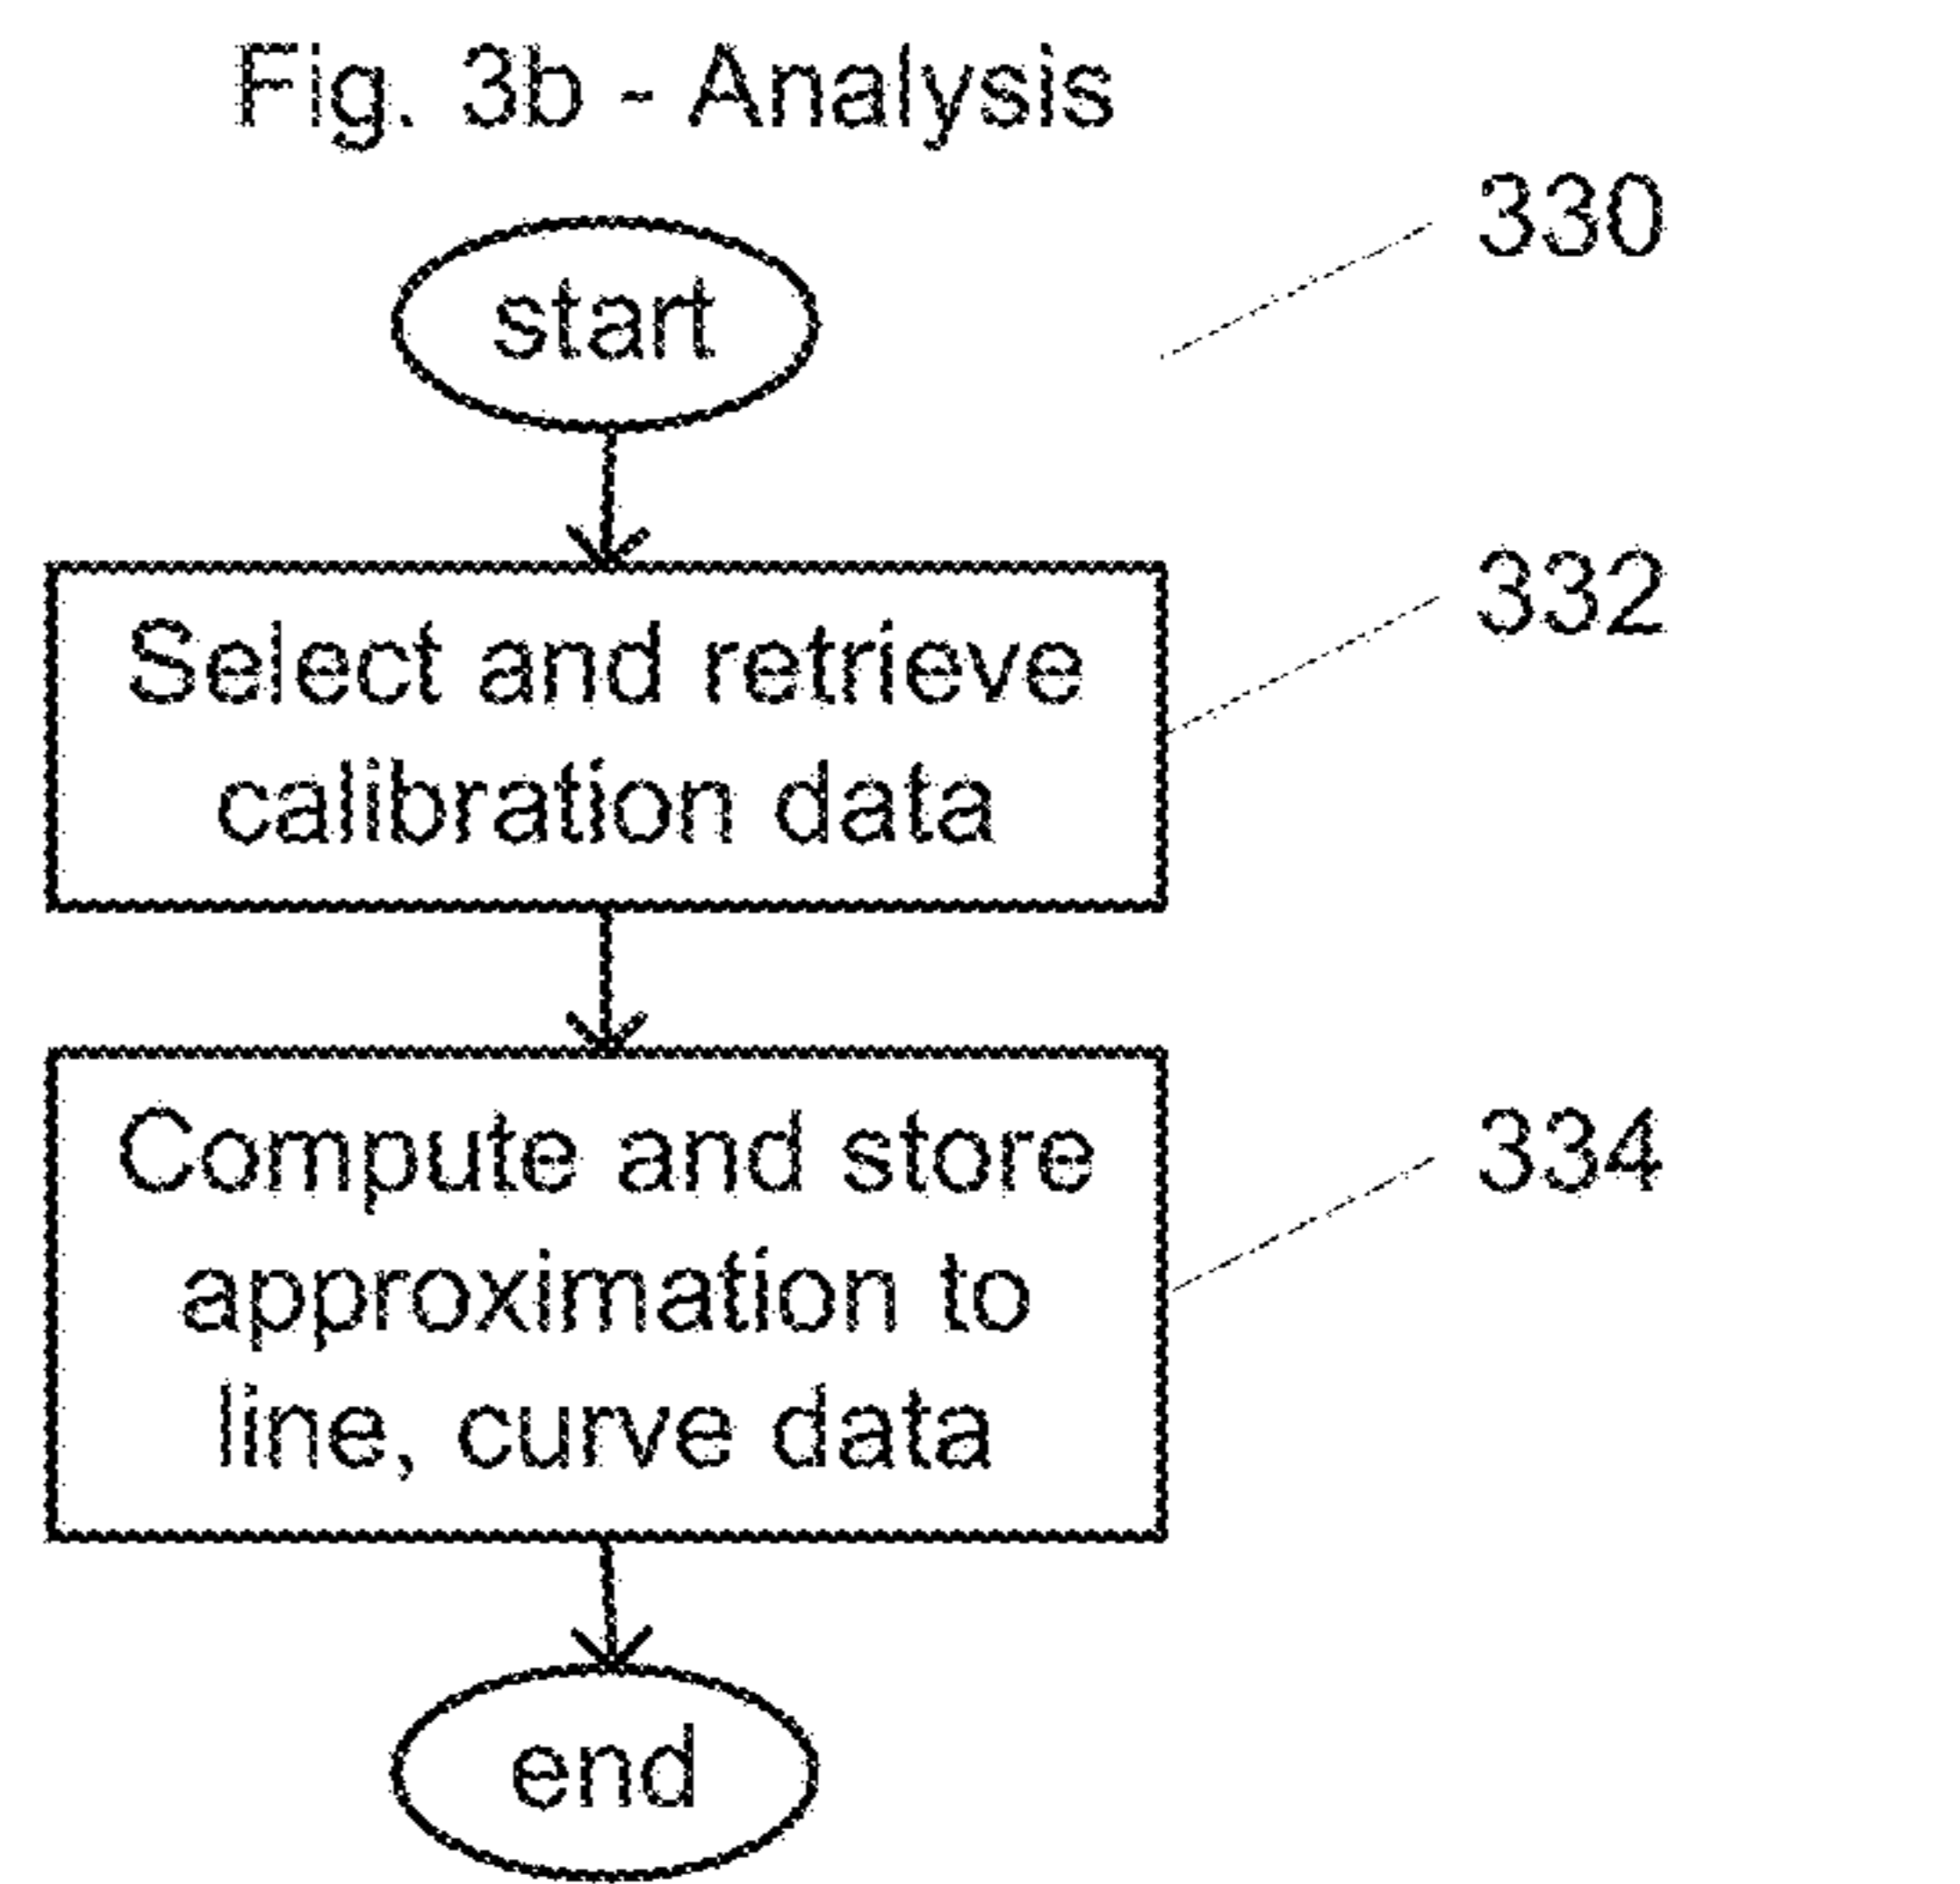 Fig. 3b - Analysis
330
start
332
Select and retrieve
calibration data
334
Compute and store
approximation to
line, curve data
end